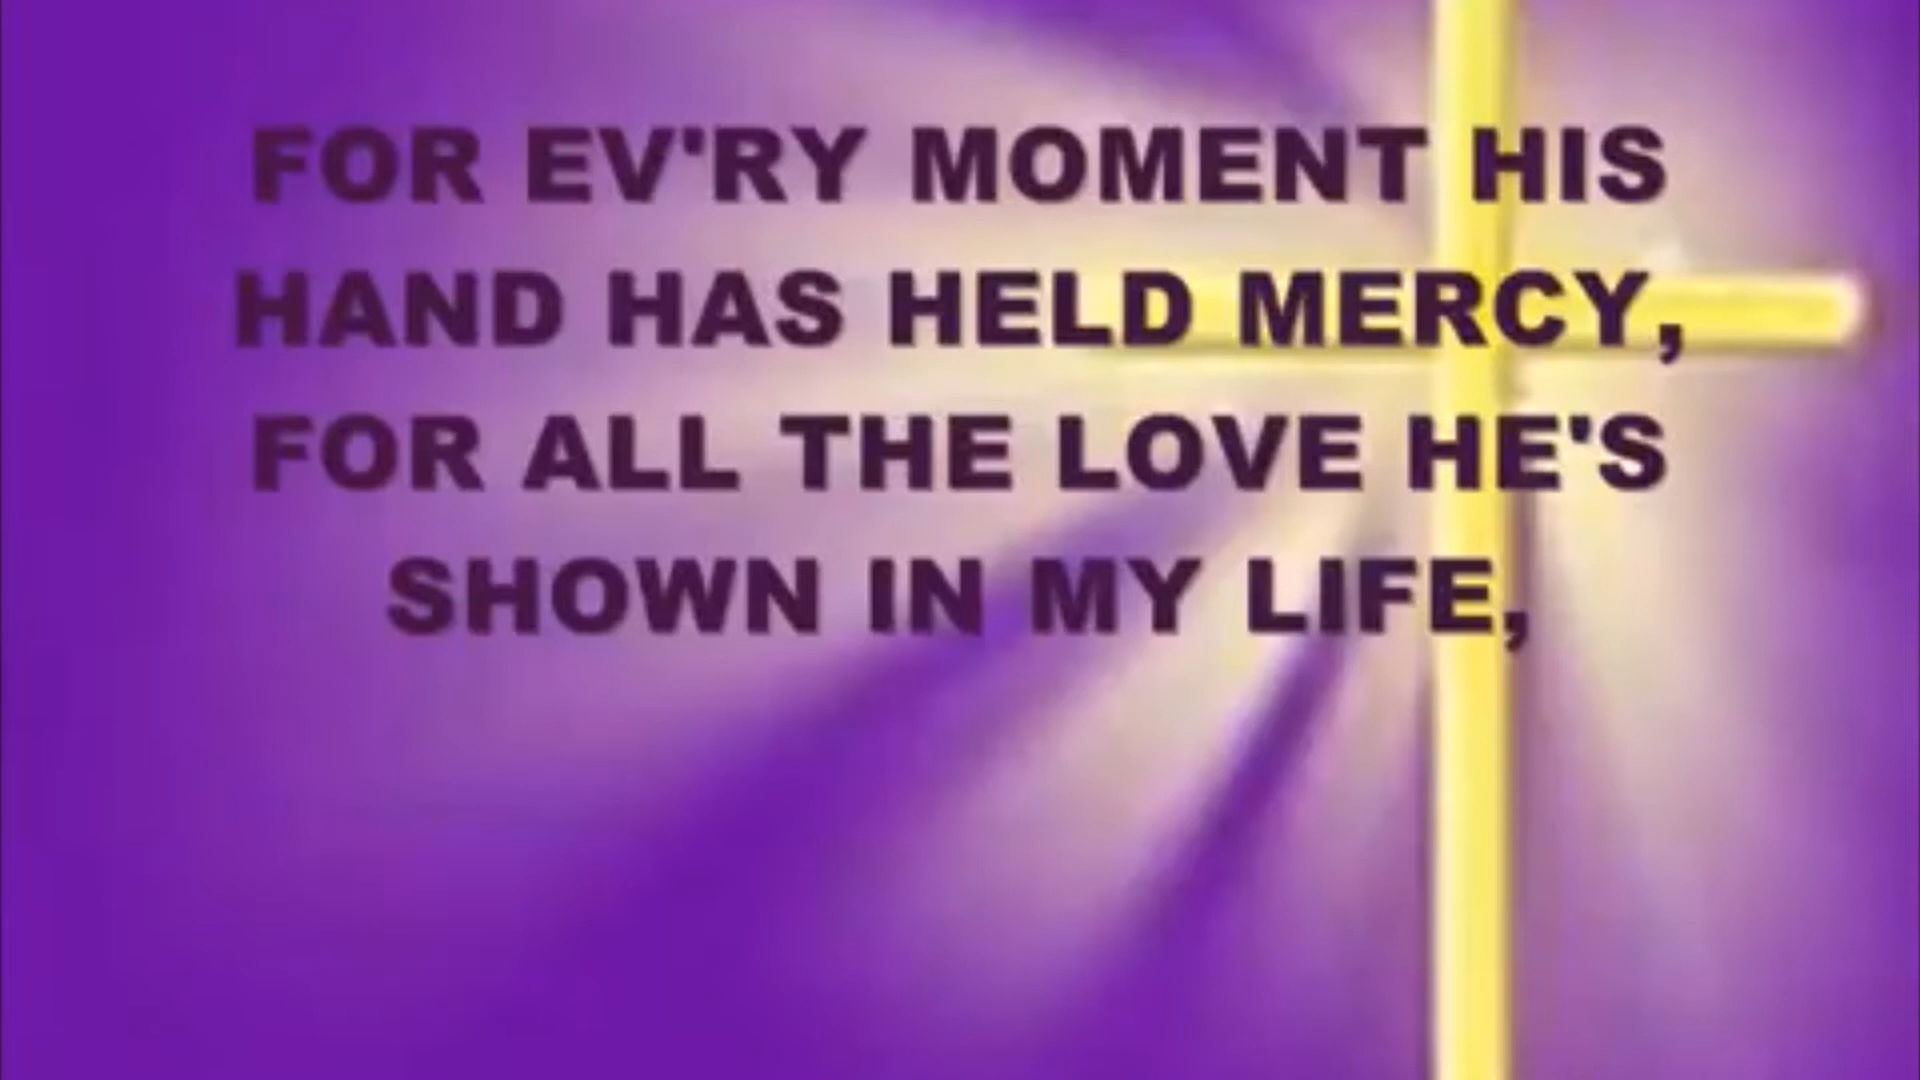 FOR EV'RY MOMENT HIS
HAND HAS HELD MERCY,
FOR ALL THE LOVE HE'S
SHOWN IN MY LIFE,